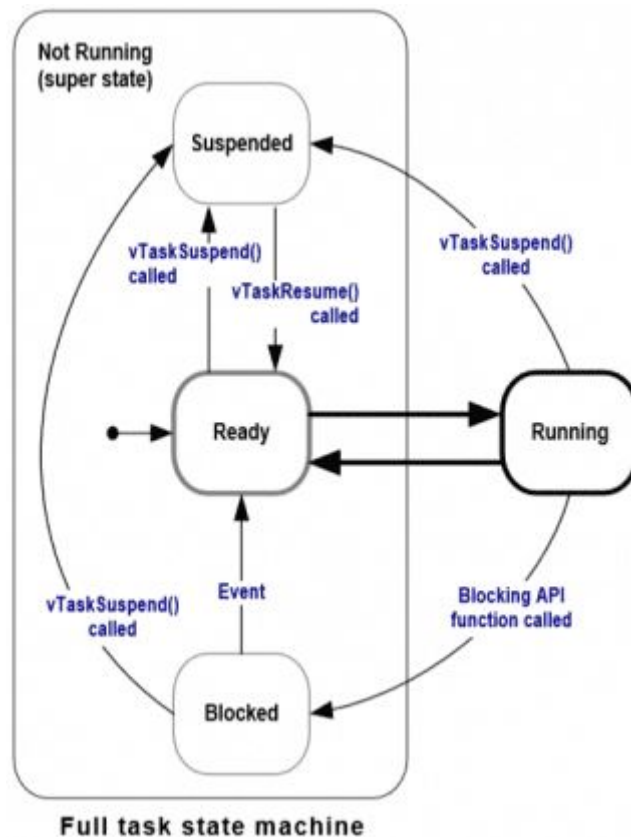 Not Running
(super state)
Suspended
vTaskSuspend()
called
vTaskResume()
called
vTaskSuspend()
called
Ready
Running
Event
vTaskSuspend()
called
Blocking API
function called
Blocked
Full task state machine